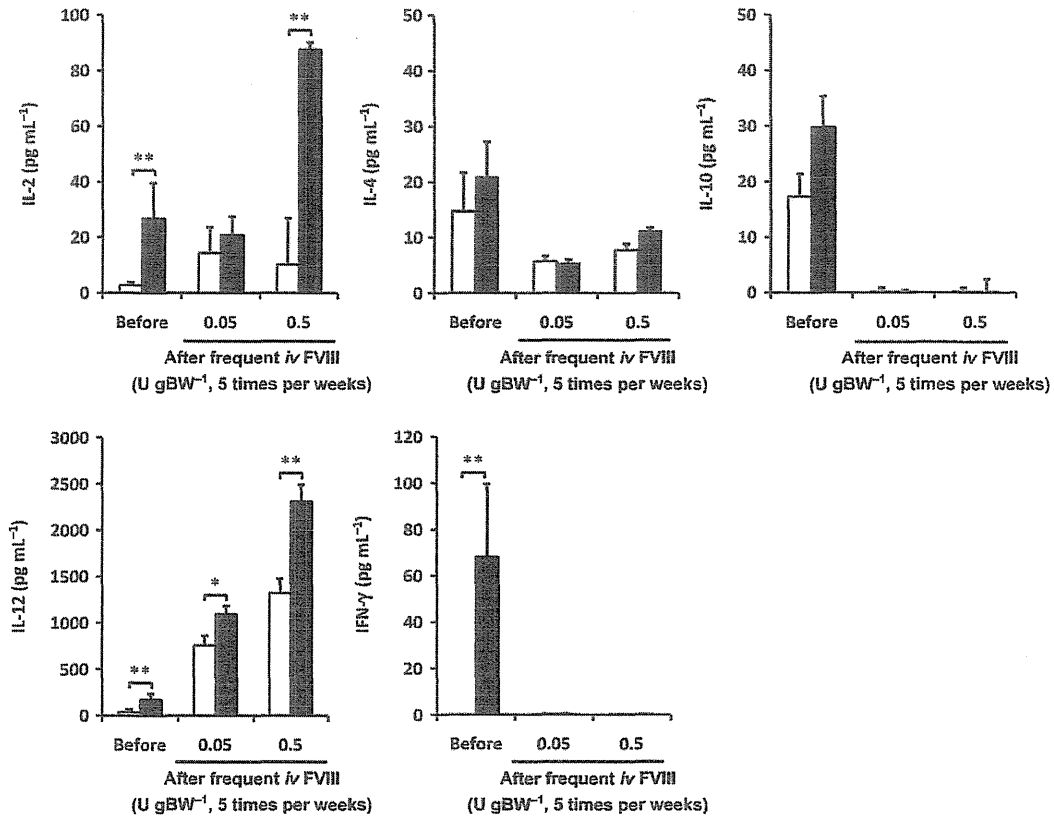 IL-2 (pg mL⁻¹)
100
80
60
40
20
0
**
**
Before
0.05
0.5
After frequent iv FVIII
(U gBW⁻¹, 5 times per weeks)
IL-4 (pg mL⁻¹)
50
40
30
20
10
0
Before
0.05
0.5
After frequent iv FVIII
(U gBW⁻¹, 5 times per weeks)
IL-10 (pg mL⁻¹)
50
40
30
20
10
0
Before
0.05
0.5
After frequent iv FVIII
(U gBW⁻¹, 5 times per weeks)
IL-12 (pg mL⁻¹)
3000
2500
2000
1500
1000
500
0
**
*
**
Before
0.05
0.5
After frequent iv FVIII
(U gBW⁻¹, 5 times per weeks)
IFN-γ (pg mL⁻¹)
120
100
80
60
40
20
0
**
Before
0.05
0.5
After frequent iv FVIII
(U gBW⁻¹, 5 times per weeks)